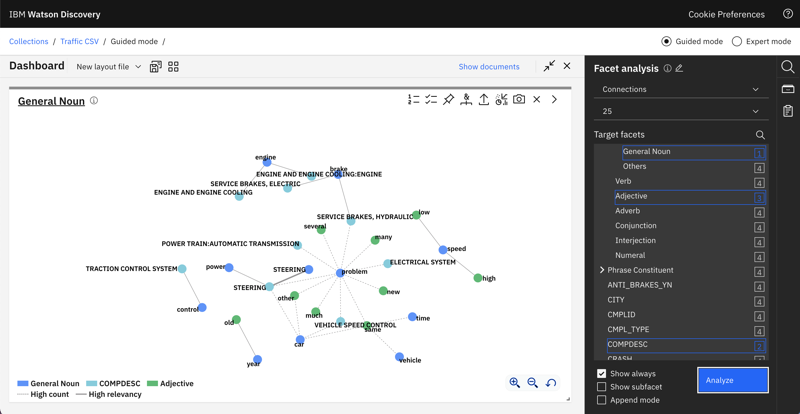 IBM Watson Discovery
Cookie Preferences
Collections / Traffic CSV / Guided mode /
Guided mode
Expert mode
Dashboard
New layout file
Show documents
General Noun
engine
brake
ENGINE AND ENGINE COOLING:ENGINE
SERVICE BRAKES, ELECTRIC
ENGINE AND ENGINE COOLING
SERVICE BRAKES, HYDRAULIC
low
several
many
POWER TRAIN:AUTOMATIC TRANSMISSION
speed
ELECTRICAL SYSTEM
TRACTION CONTROL SYSTEM
power
STEERING
problem
high
STEERING
other
new
control
much
old
VEHICLE SPEED CONTROL
same
time
car
year
vehicle
General Noun
COMPDESC
Adjective
High count
High relevancy
Facet analysis
Connections
25
Target facets
General Noun 1
Others 4
Verb 4
Adjective 3
Adverb 4
Conjunction 4
Interjection 4
Numeral 4
Phrase Constituent 4
ANTI_BRAKES_YN 4
CITY 4
CMPLID 4
CMPL_TYPE 4
COMPDESC 2
CRASH 4
Show always
Show subfacet
Append mode
Analyze